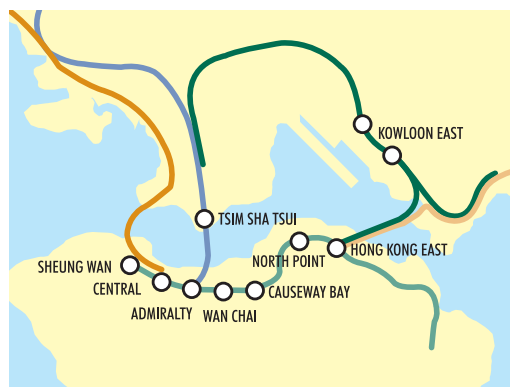 KOWLOON EAST
TSIM SHA TSUI
HONG KONG EAST
NORTH POINT
SHEUNG WAN
CENTRAL
CAUSEWAY BAY
ADMIRALTY
WAN CHAI